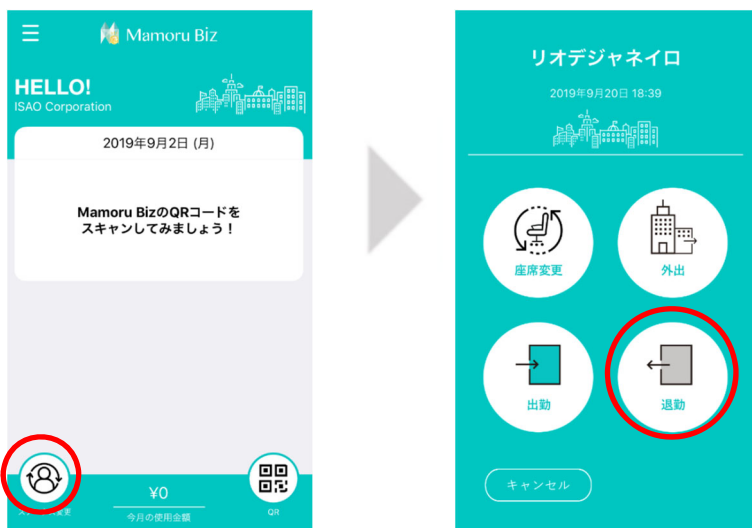 Mamoru Biz
HELLO!
ISAO Corporation
2019年9月2日 (月)
Mamoru BizのQRコードを
スキャンしてみましょう！
¥0
今月の使用金額
QR
リオデジャネイロ
2019年9月20日 18:39
座席変更
外出
出勤
退勤
キャンセル